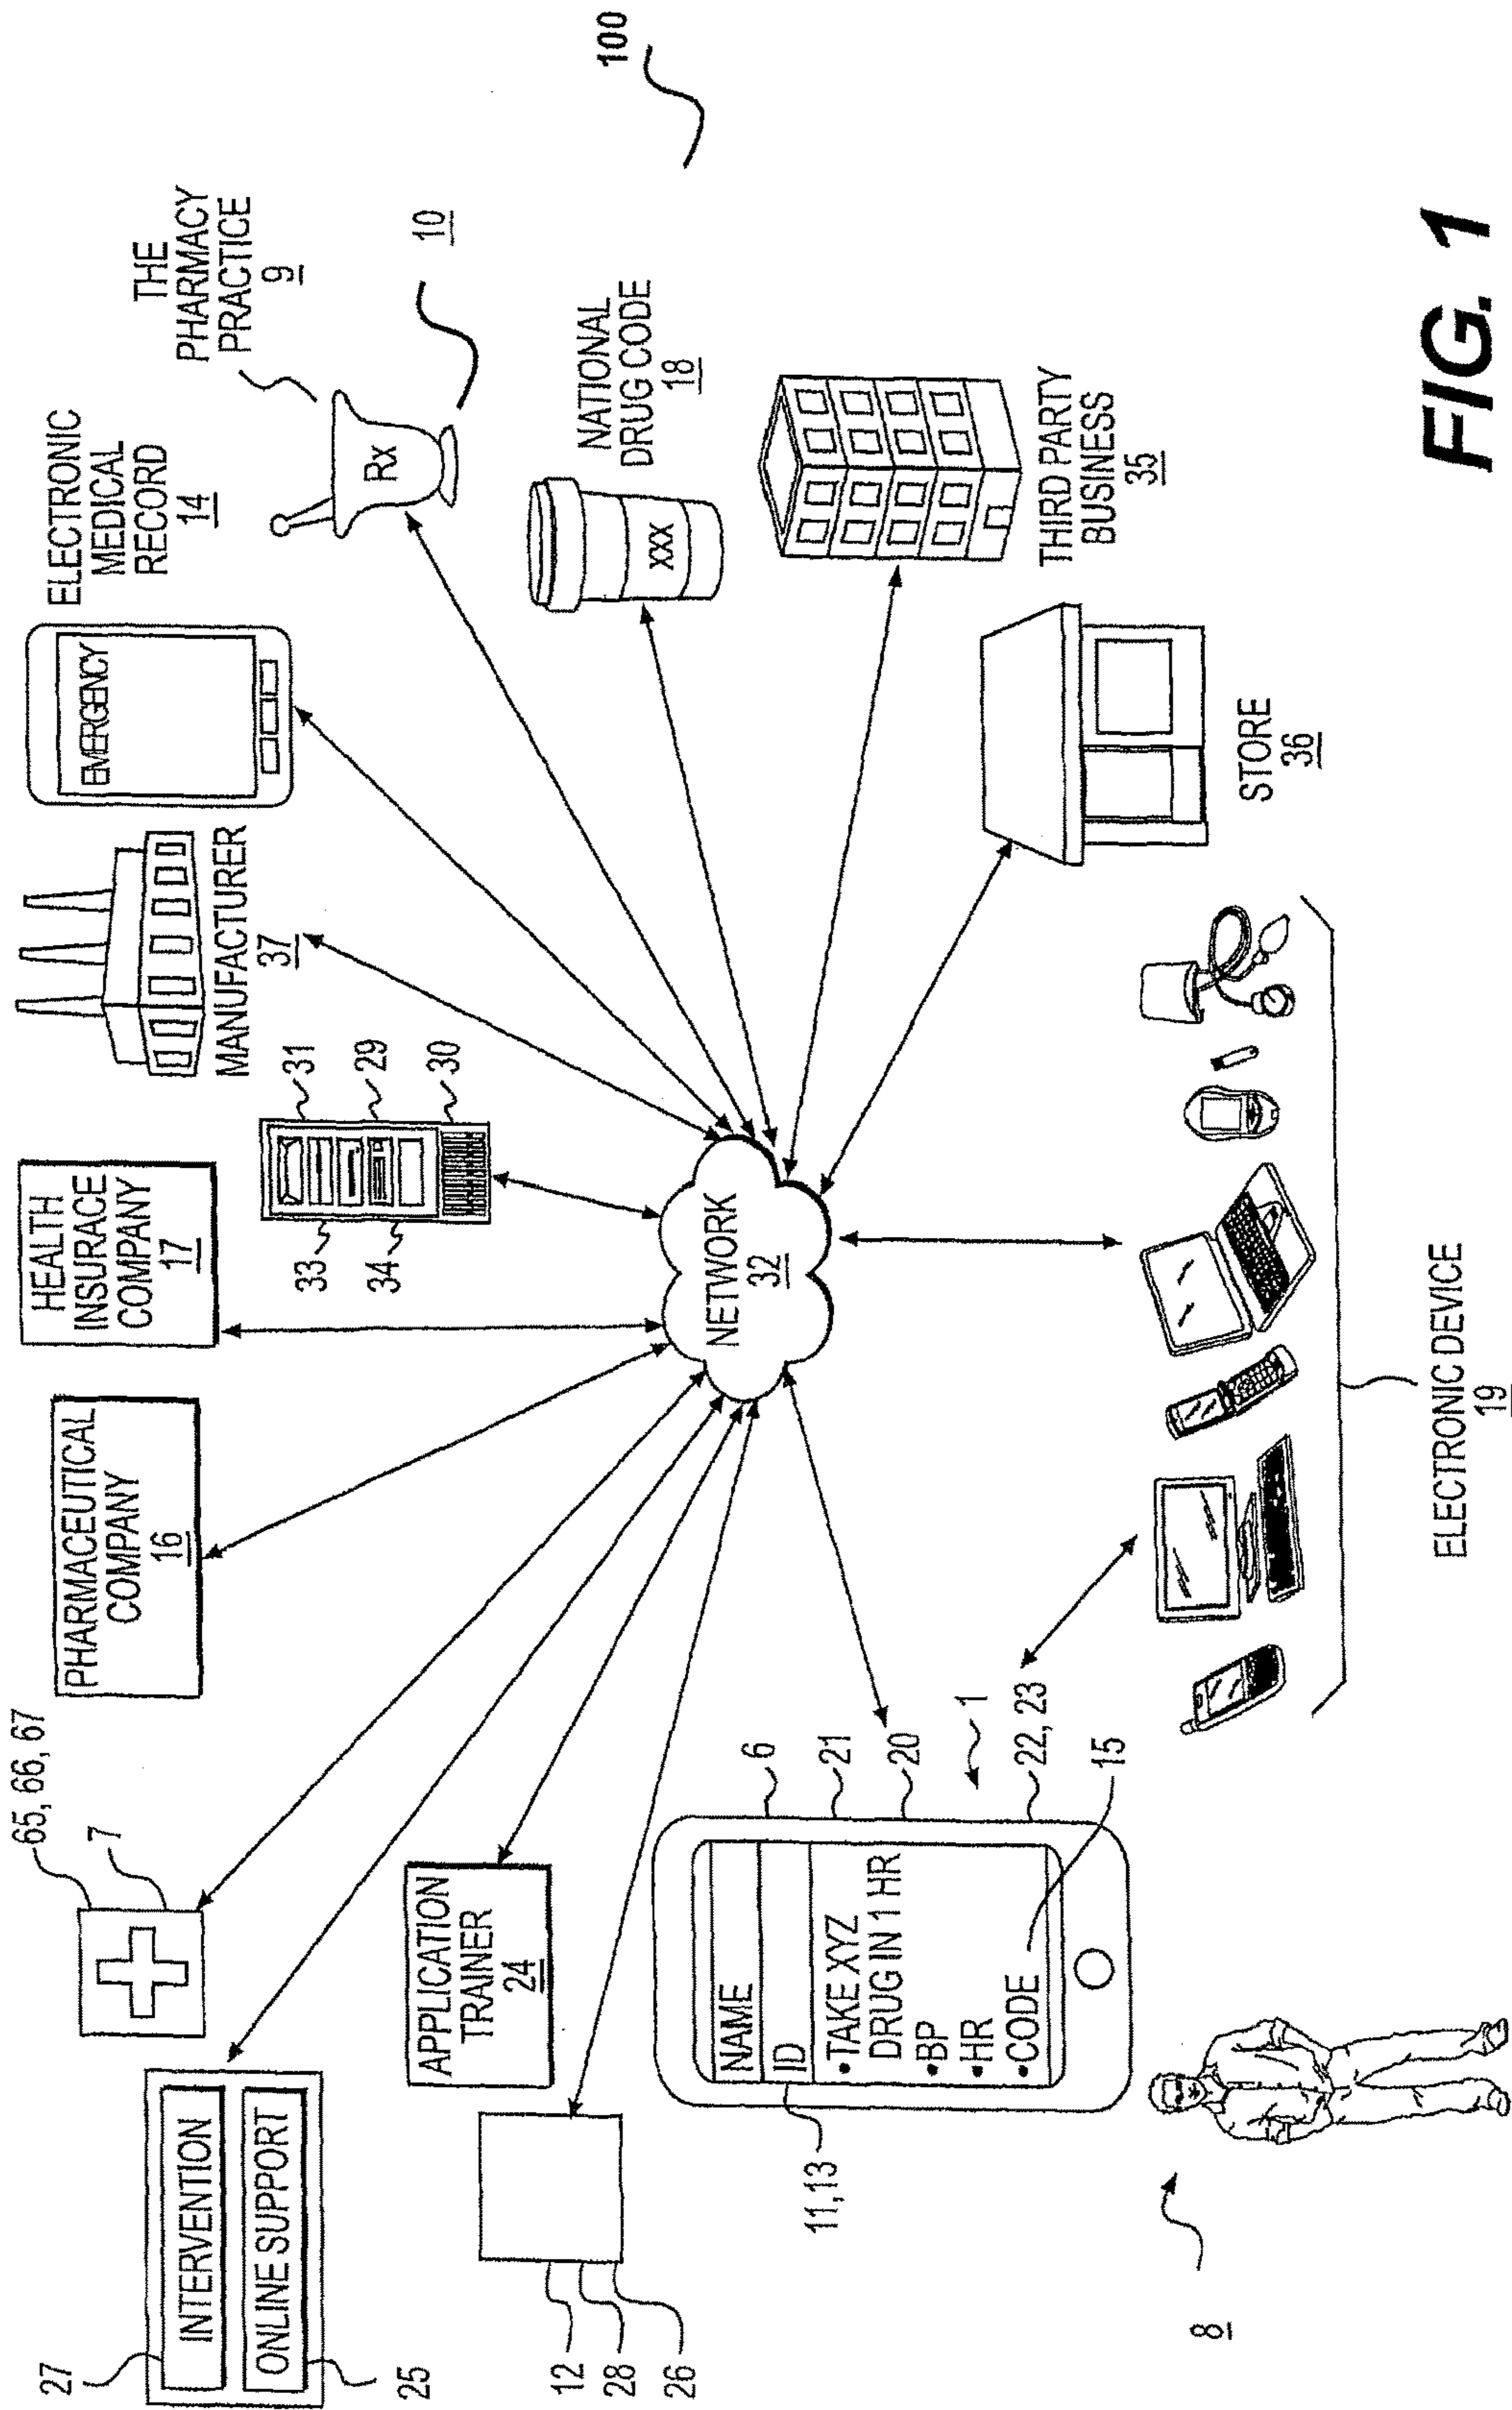 65, 66, 67
7
27
INTERVENTION
ONLINE SUPPORT
25
PHARMACEUTICAL
COMPANY
16
HEALTH
INSURACE
COMPANY
17
MANUFACTURER
37
EMERGENCY
ELECTRONIC
MEDICAL
RECORD
14
THE
PHARMACY
PRACTICE
9
Rx
10
33
34
31
29
30
APPLICATION
TRAINER
24
12
28
26
NETWORK
32
NATIONAL
DRUG CODE
18
XXX
100
THIRD PARTY
BUSINESS
35
STORE
36
6
21
20
1
22, 23
15
NAME
ID
•TAKE XYZ
DRUG IN 1 HR
•BP
•HR
•CODE
11,13
8
ELECTRONIC DEVICE
19
FIG. 1